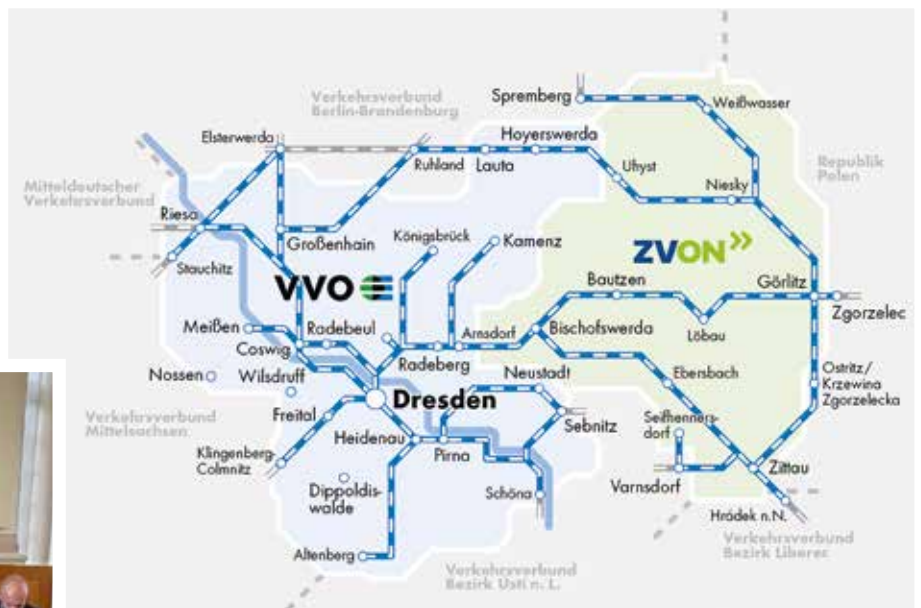 Verkehrsverbund
Berlin-Brandenburg
Spremberg
Weißwasser
Elsterwerda
Ruhland
Lauta
Hoyerswerda
Uhyst
Niesky
Republik
Polen
Mitteldeutscher
Verkehrsverbund
Riesa
Stauchitz
Großenhain
Königsbrück
Kamenz
ZVON
VVO
Bautzen
Görlitz
Zgorzelec
Meißen
Radebeul
Coswig
Radeberg
Arnsdorf
Bischofswerda
Löbau
Nossen
Wilsdruff
Dresden
Neustadt
Ebersbach
Ostritz/
Krzewina
Zgorzelecka
Verkehrsverbund
Mittelsachsen
Freital
Heidenau
Pirna
Sebnitz
Seifhenners-
dorf
Klingenberg-
Colmnitz
Dippoldis-
walde
Schöna
Varnsdorf
Zittau
Hrádek n.N.
Altenberg
Verkehrsverbund
Bezirk Usti n. L.
Verkehrsverbund
Bezirk Liberec